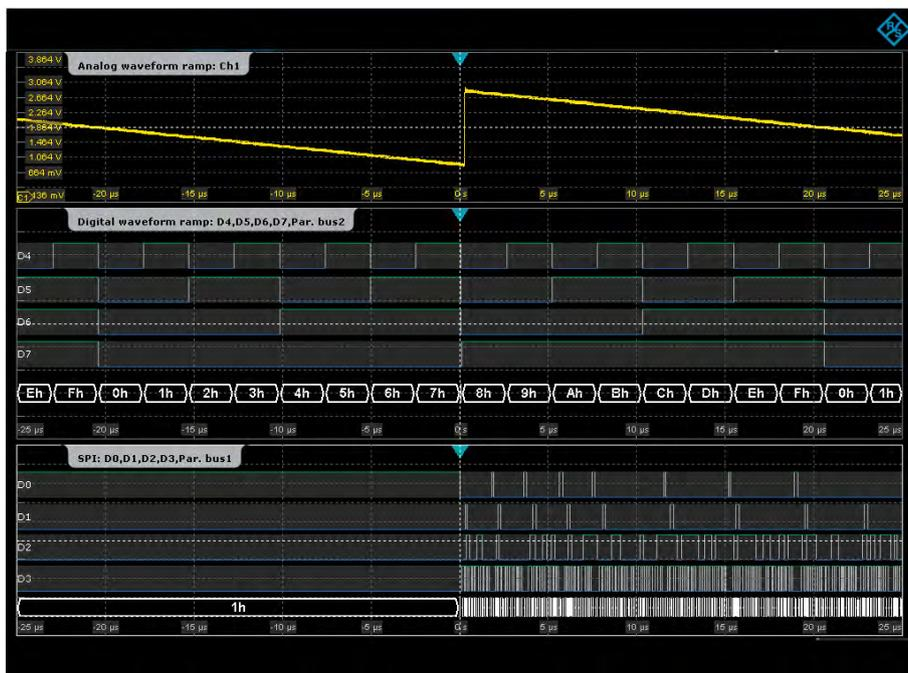 R&S
3.864 V
Analog waveform ramp: Ch1
3.064 V
2.664 V
2.264 V
1.864 V
1.464 V
1.064 V
664 mV
C1 136 mV -20 µs -15 µs -10 µs -5 µs 0 s 5 µs 10 µs 15 µs 20 µs 25 µs
Digital waveform ramp: D4,D5,D6,D7,Par. bus2
D4
D5
D6
D7
Eh Fh 0h 1h 2h 3h 4h 5h 6h 7h 8h 9h Ah Bh Ch Dh Eh Fh 0h 1h
-25 µs -20 µs -15 µs -10 µs -5 µs 0 s 5 µs 10 µs 15 µs 20 µs 25 µs
SPI: D0,D1,D2,D3,Par. bus1
D0
D1
D2
D3
1h
-25 µs -20 µs -15 µs -10 µs -5 µs 0 s 5 µs 10 µs 15 µs 20 µs 25 µs